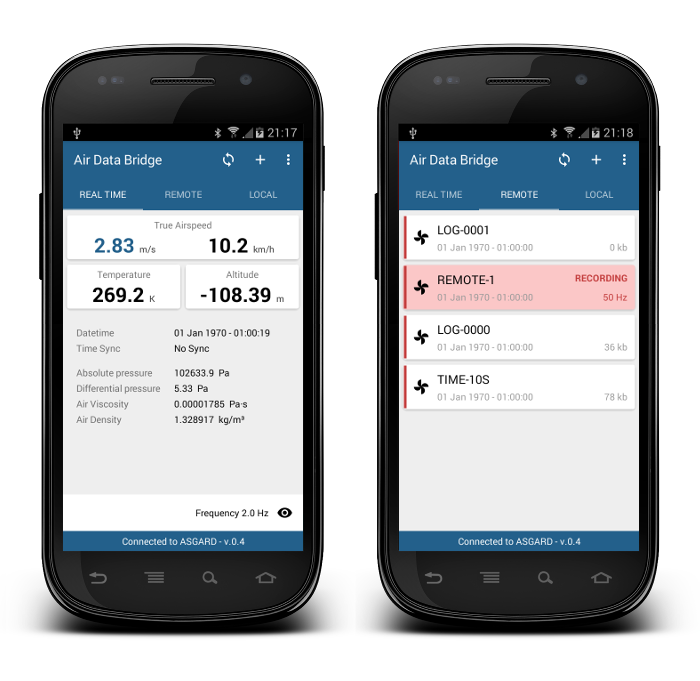 21:17
Air Data Bridge
REAL TIME REMOTE LOCAL
True Airspeed
2.83 m/s 10.2 km/h
Temperature Altitude
269.2 K -108.39 m
Datetime 01 Jan 1970 - 01:00:19
Time Sync No Sync
Absolute pressure 102633.9 Pa
Differential pressure 5.33 Pa
Air Viscosity 0.00001785 Pa·s
Air Density 1.328917 kg/m³
Frequency 2.0 Hz
Connected to ASGARD - v.0.4
21:18
Air Data Bridge
REAL TIME REMOTE LOCAL
LOG-0001
01 Jan 1970 - 01:00:00 0 kb
REMOTE-1 RECORDING
01 Jan 1970 - 01:00:00 50 Hz
LOG-0000
01 Jan 1970 - 01:00:00 36 kb
TIME-10S
01 Jan 1970 - 01:00:00 78 kb
Connected to ASGARD - v.0.4